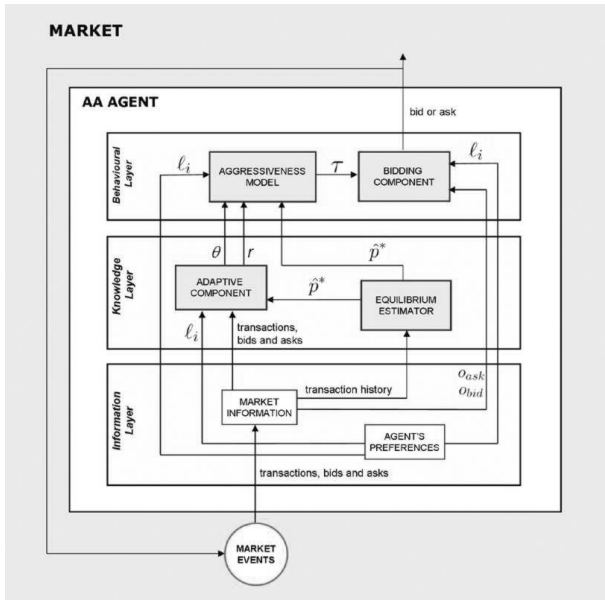 MARKET
AA AGENT
bid or ask
Behavioural
Layer
ℓi
AGGRESSIVENESS
MODEL
τ
BIDDING
COMPONENT
ℓi
θ
r
p̂*
Knowledge
Layer
ADAPTIVE
COMPONENT
p̂*
EQUILIBRIUM
ESTIMATOR
ℓi
transactions,
bids and asks
Information
Layer
transaction history
oask
obid
MARKET
INFORMATION
AGENT'S
PREFERENCES
transactions, bids and asks
MARKET
EVENTS